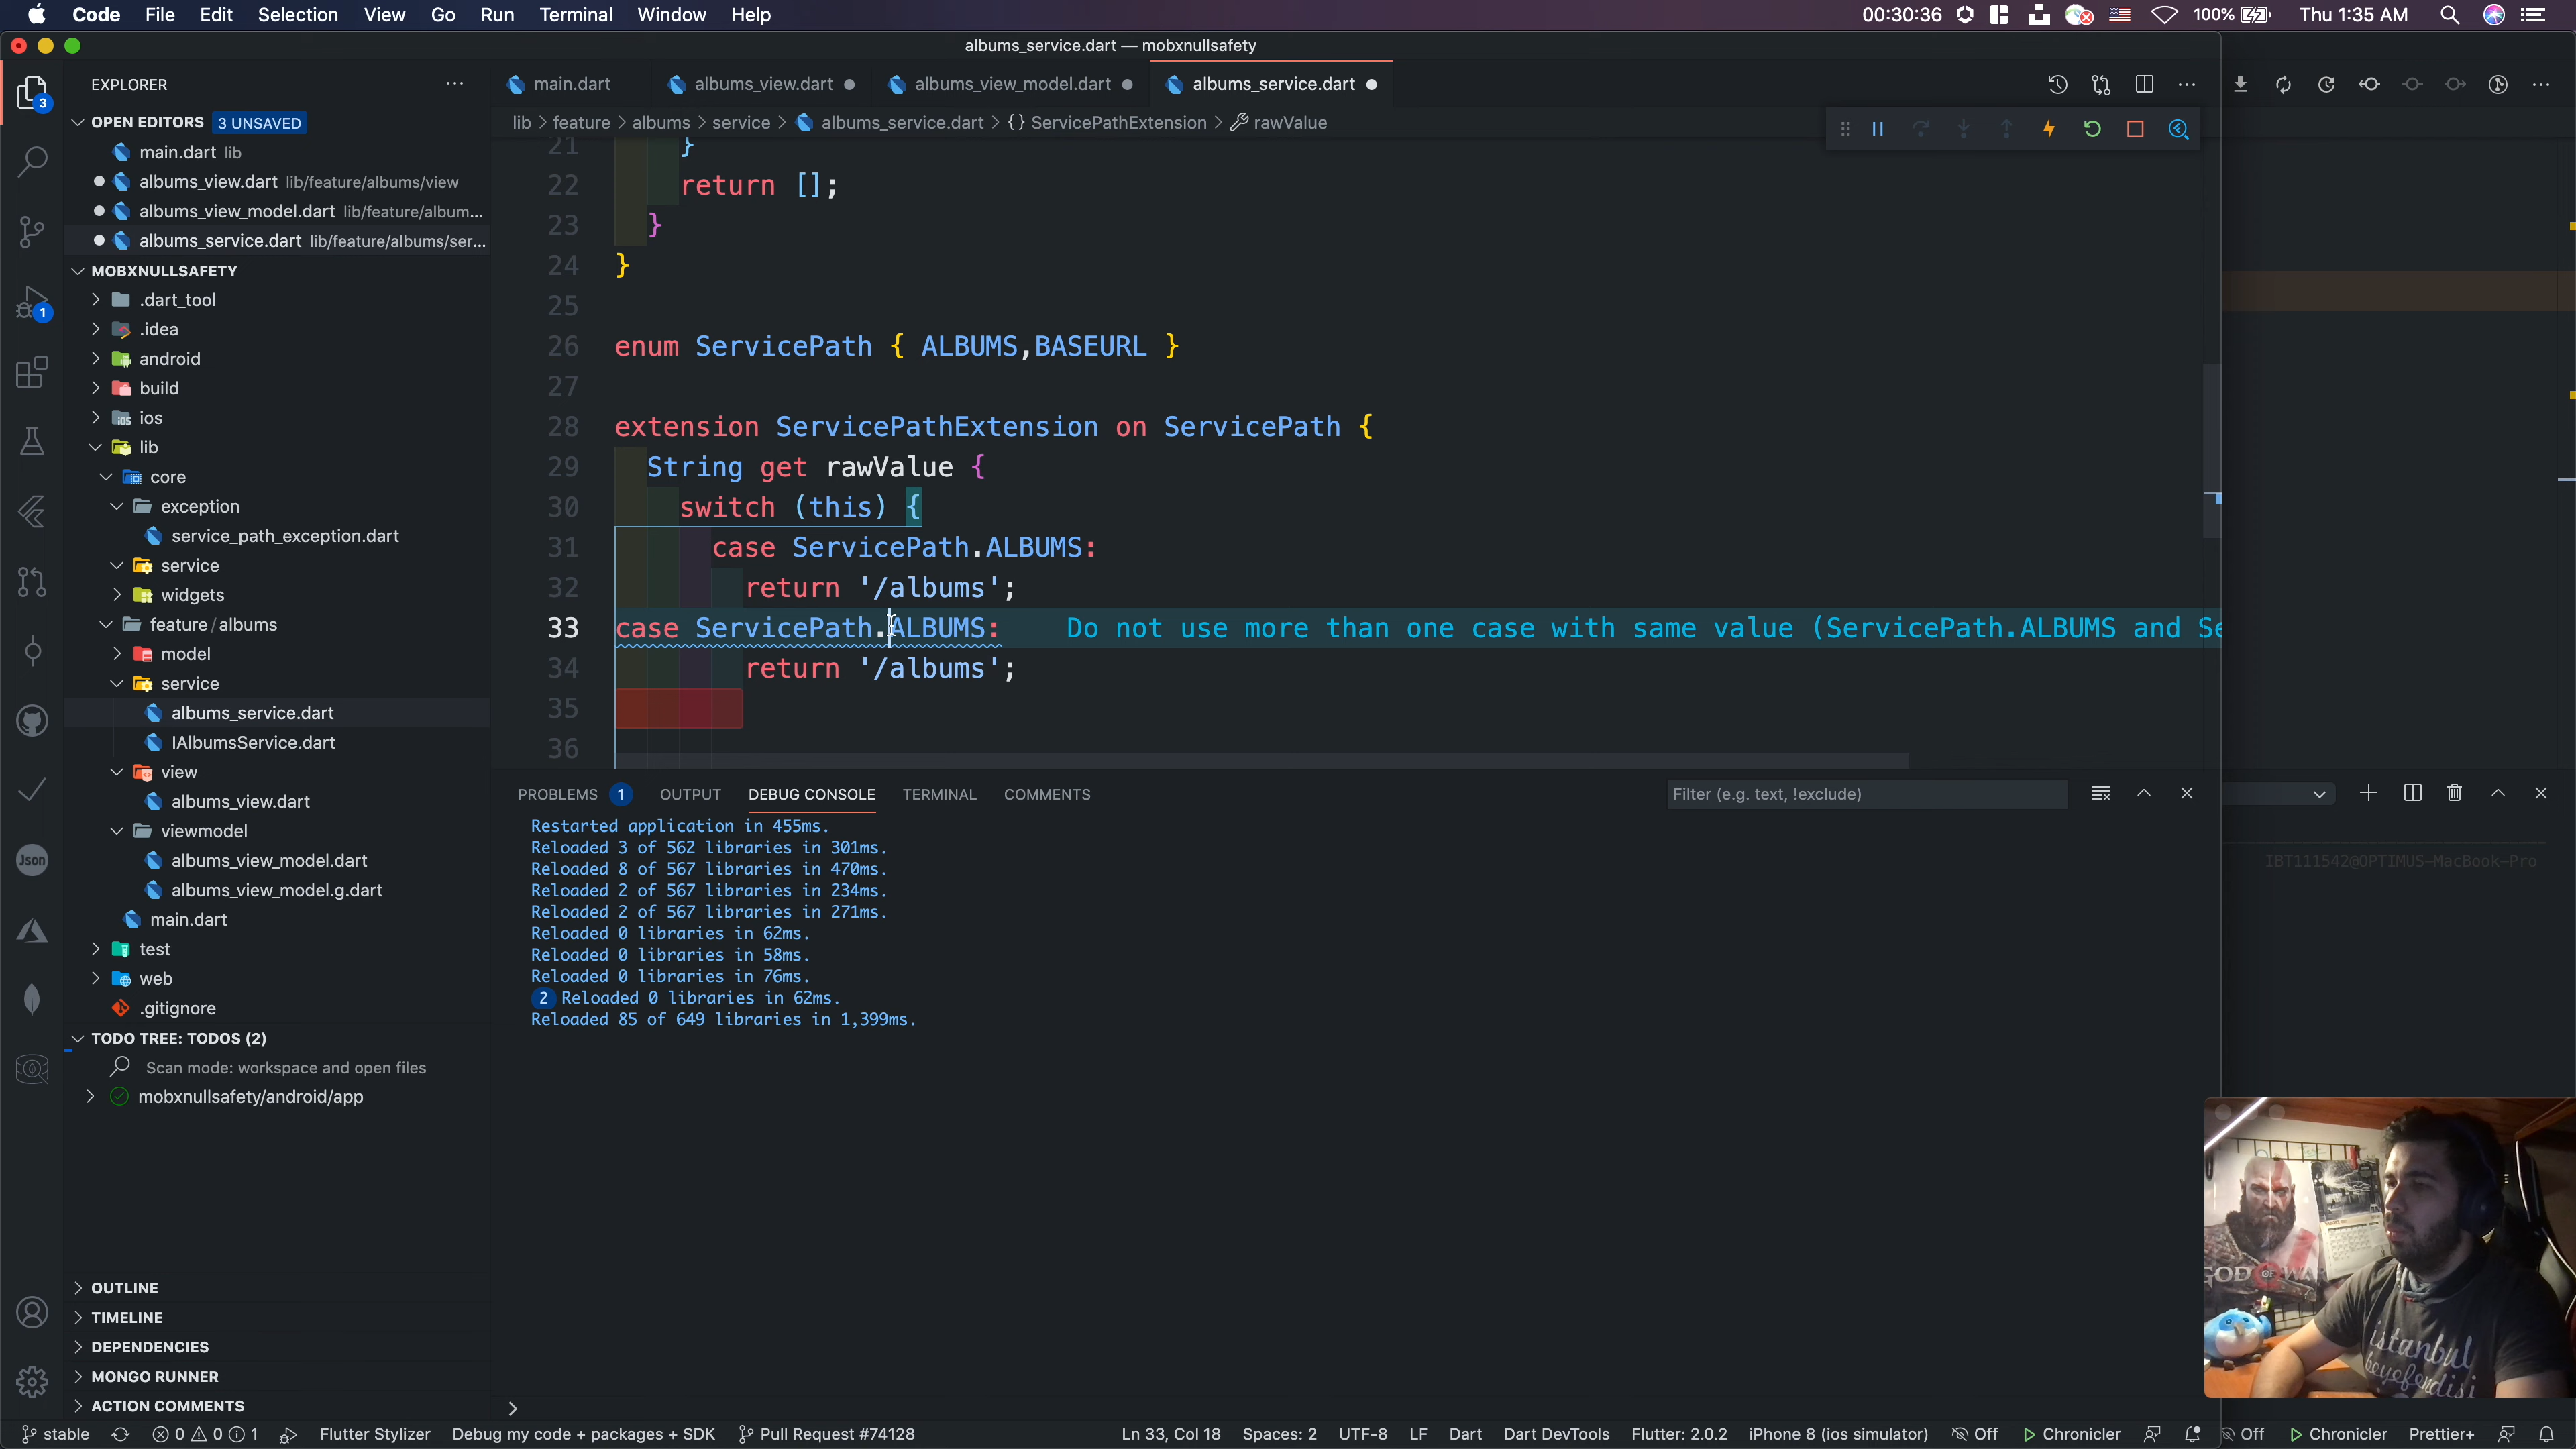 Code File Edit Selection View Go Run Terminal Window Help
00:30:36 100% Thu 1:35 AM
albums_service.dart — mobxnullsafety
EXPLORER
main.dart albums_view.dart albums_view_model.dart albums_service.dart
lib > feature > albums > service > albums_service.dart > {} ServicePathExtension > rawValue
OPEN EDITORS 3 UNSAVED
main.dart lib
albums_view.dart lib/feature/albums/view
albums_view_model.dart lib/feature/album...
albums_service.dart lib/feature/albums/ser...
MOBXNULLSAFETY
.dart_tool
.idea
android
build
ios
lib
core
exception
service_path_exception.dart
service
widgets
feature / albums
model
service
albums_service.dart
IAlbumsService.dart
view
albums_view.dart
viewmodel
albums_view_model.dart
albums_view_model.g.dart
main.dart
test
web
.gitignore
TODO TREE: TODOS (2)
Scan mode: workspace and open files
mobxnullsafety/android/app
OUTLINE
TIMELINE
DEPENDENCIES
MONGO RUNNER
ACTION COMMENTS
3
1
Json
21 }
22 return [];
23 }
24 }
25
26 enum ServicePath { ALBUMS,BASEURL }
27
28 extension ServicePathExtension on ServicePath {
29 String get rawValue {
30 switch (this) {
31 case ServicePath.ALBUMS:
32 return '/albums';
33 case ServicePath.ALBUMS: Do not use more than one case with same value (ServicePath.ALBUMS and Se
34 return '/albums';
35
36
PROBLEMS 1 OUTPUT DEBUG CONSOLE TERMINAL COMMENTS Filter (e.g. text, !exclude)
Restarted application in 455ms.
Reloaded 3 of 562 libraries in 301ms.
Reloaded 8 of 567 libraries in 470ms.
Reloaded 2 of 567 libraries in 234ms.
Reloaded 2 of 567 libraries in 271ms.
Reloaded 0 libraries in 62ms.
Reloaded 0 libraries in 58ms.
Reloaded 0 libraries in 76ms.
2 Reloaded 0 libraries in 62ms.
Reloaded 85 of 649 libraries in 1,399ms.
IBT111542@OPTIMUS-MacBook-Pro
GOD OF WAR
istanbul
beyefendisi
stable 0 0 1 Flutter Stylizer Debug my code + packages + SDK Pull Request #74128 Ln 33, Col 18 Spaces: 2 UTF-8 LF Dart Dart DevTools Flutter: 2.0.2 iPhone 8 (ios simulator) Off Chronicler Off Chronicler Prettier+